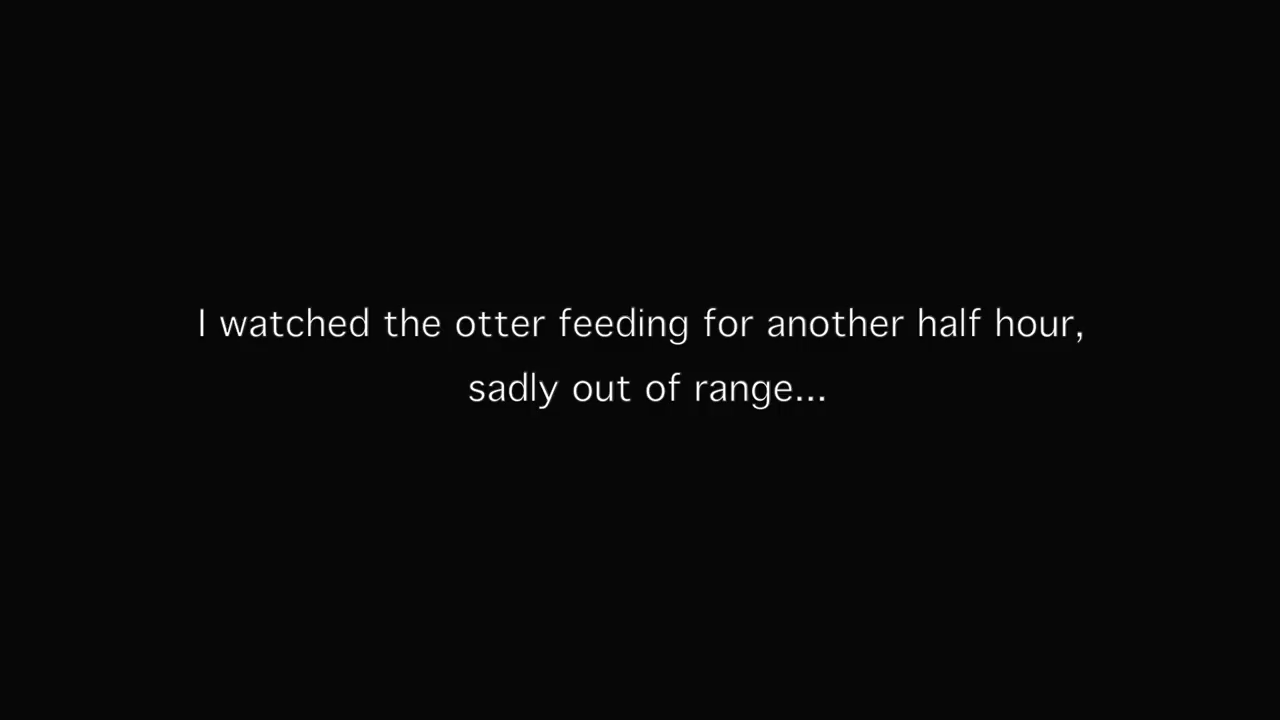 I watched the otter feeding for another half hour,
sadly out of range...